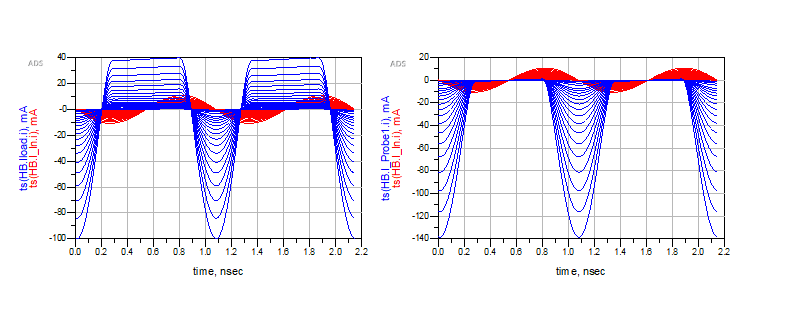 ADS
40
20
-0
-20
-40
-60
-80
-100
0.0 0.2 0.4 0.6 0.8 1.0 1.2 1.4 1.6 1.8 2.0 2.2
time, nsec
ts(HB.Iload.i), mA
ts(HB.I_In.i), mA
ADS
20
0
-20
-40
-60
-80
-100
-120
-140
0.0 0.2 0.4 0.6 0.8 1.0 1.2 1.4 1.6 1.8 2.0 2.2
time, nsec
ts(HB.I_Probe1.i), mA
ts(HB.I_In.i), mA